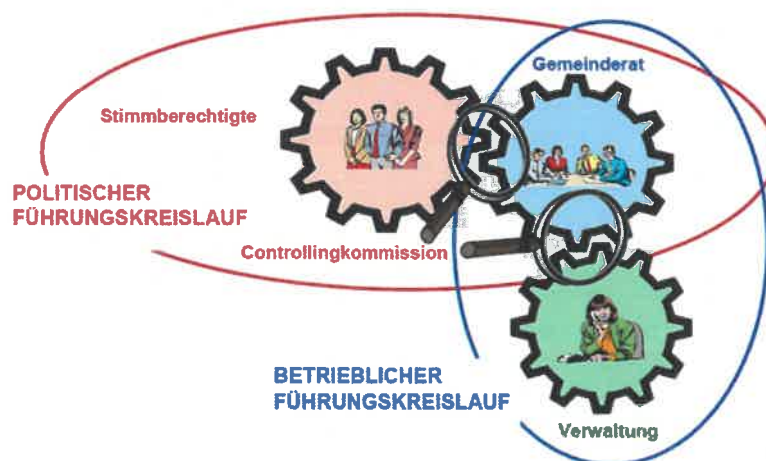 Gemeinderat
Stimmberechtigte
POLITISCHER
FÜHRUNGSKREISLAUF
Controllingkommission
BETRIEBLICHER
FÜHRUNGSKREISLAUF
Verwaltung